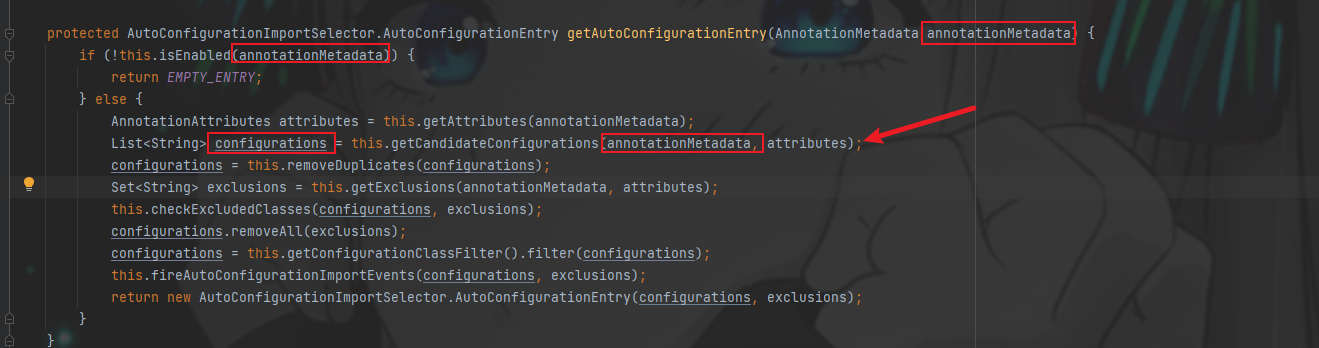 protected AutoConfigurationImportSelector.AutoConfigurationEntry getAutoConfigurationEntry(AnnotationMetadata annotationMetadata) {
if (!this.isEnabled(annotationMetadata)) {
return EMPTY_ENTRY;
} else {
AnnotationAttributes attributes = this.getAttributes(annotationMetadata);
List<String> configurations = this.getCandidateConfigurations(annotationMetadata, attributes);
configurations = this.removeDuplicates(configurations);
Set<String> exclusions = this.getExclusions(annotationMetadata, attributes);
this.checkExcludedClasses(configurations, exclusions);
configurations.removeAll(exclusions);
configurations = this.getConfigurationClassFilter().filter(configurations);
this.fireAutoConfigurationImportEvents(configurations, exclusions);
return new AutoConfigurationImportSelector.AutoConfigurationEntry(configurations, exclusions);
}
}